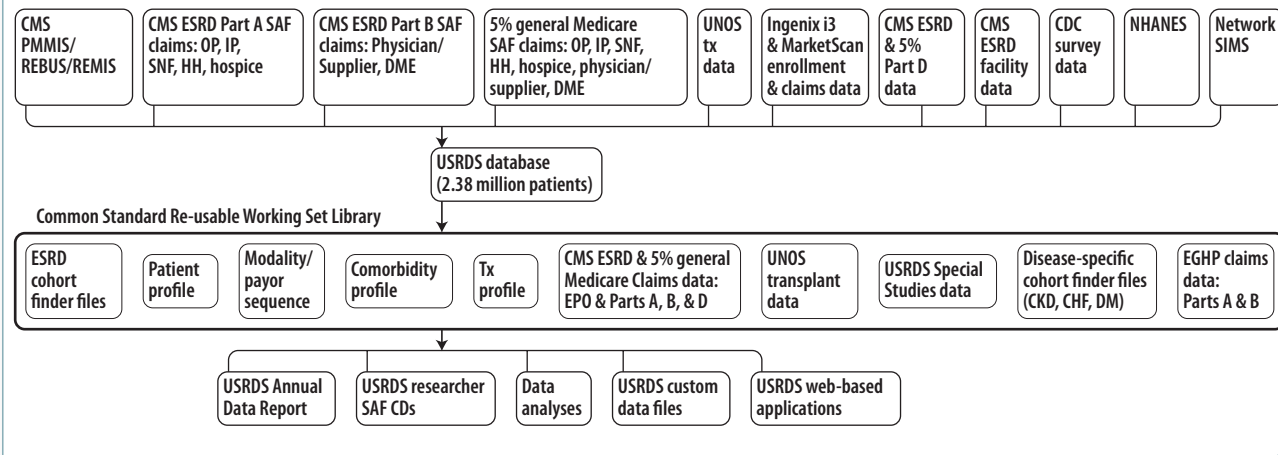 CMS
PMMIS/
REBUS/REMIS
CMS ESRD Part A SAF
claims: OP, IP,
SNF, HH, hospice
CMS ESRD Part B SAF
claims: Physician/
Supplier, DME
5% general Medicare
SAF claims: OP, IP, SNF,
HH, hospice, physician/
supplier, DME
UNOS
tx
data
Ingenix i3
& MarketScan
enrollment
& claims data
CMS ESRD
& 5%
Part D
data
CMS
ESRD
facility
data
CDC
survey
data
NHANES
Network
SIMS
USRDS database
(2.38 million patients)
Common Standard Re-usable Working Set Library
ESRD
cohort
finder files
Patient
profile
Modality/
payor
sequence
Comorbidity
profile
Tx
profile
CMS ESRD & 5% general
Medicare Claims data:
EPO & Parts A, B, & D
UNOS
transplant
data
USRDS Special
Studies data
Disease-specific
cohort finder files
(CKD, CHF, DM)
EGHP claims
data:
Parts A & B
USRDS Annual
Data Report
USRDS researcher
SAF CDs
Data
analyses
USRDS custom
data files
USRDS web-based
applications